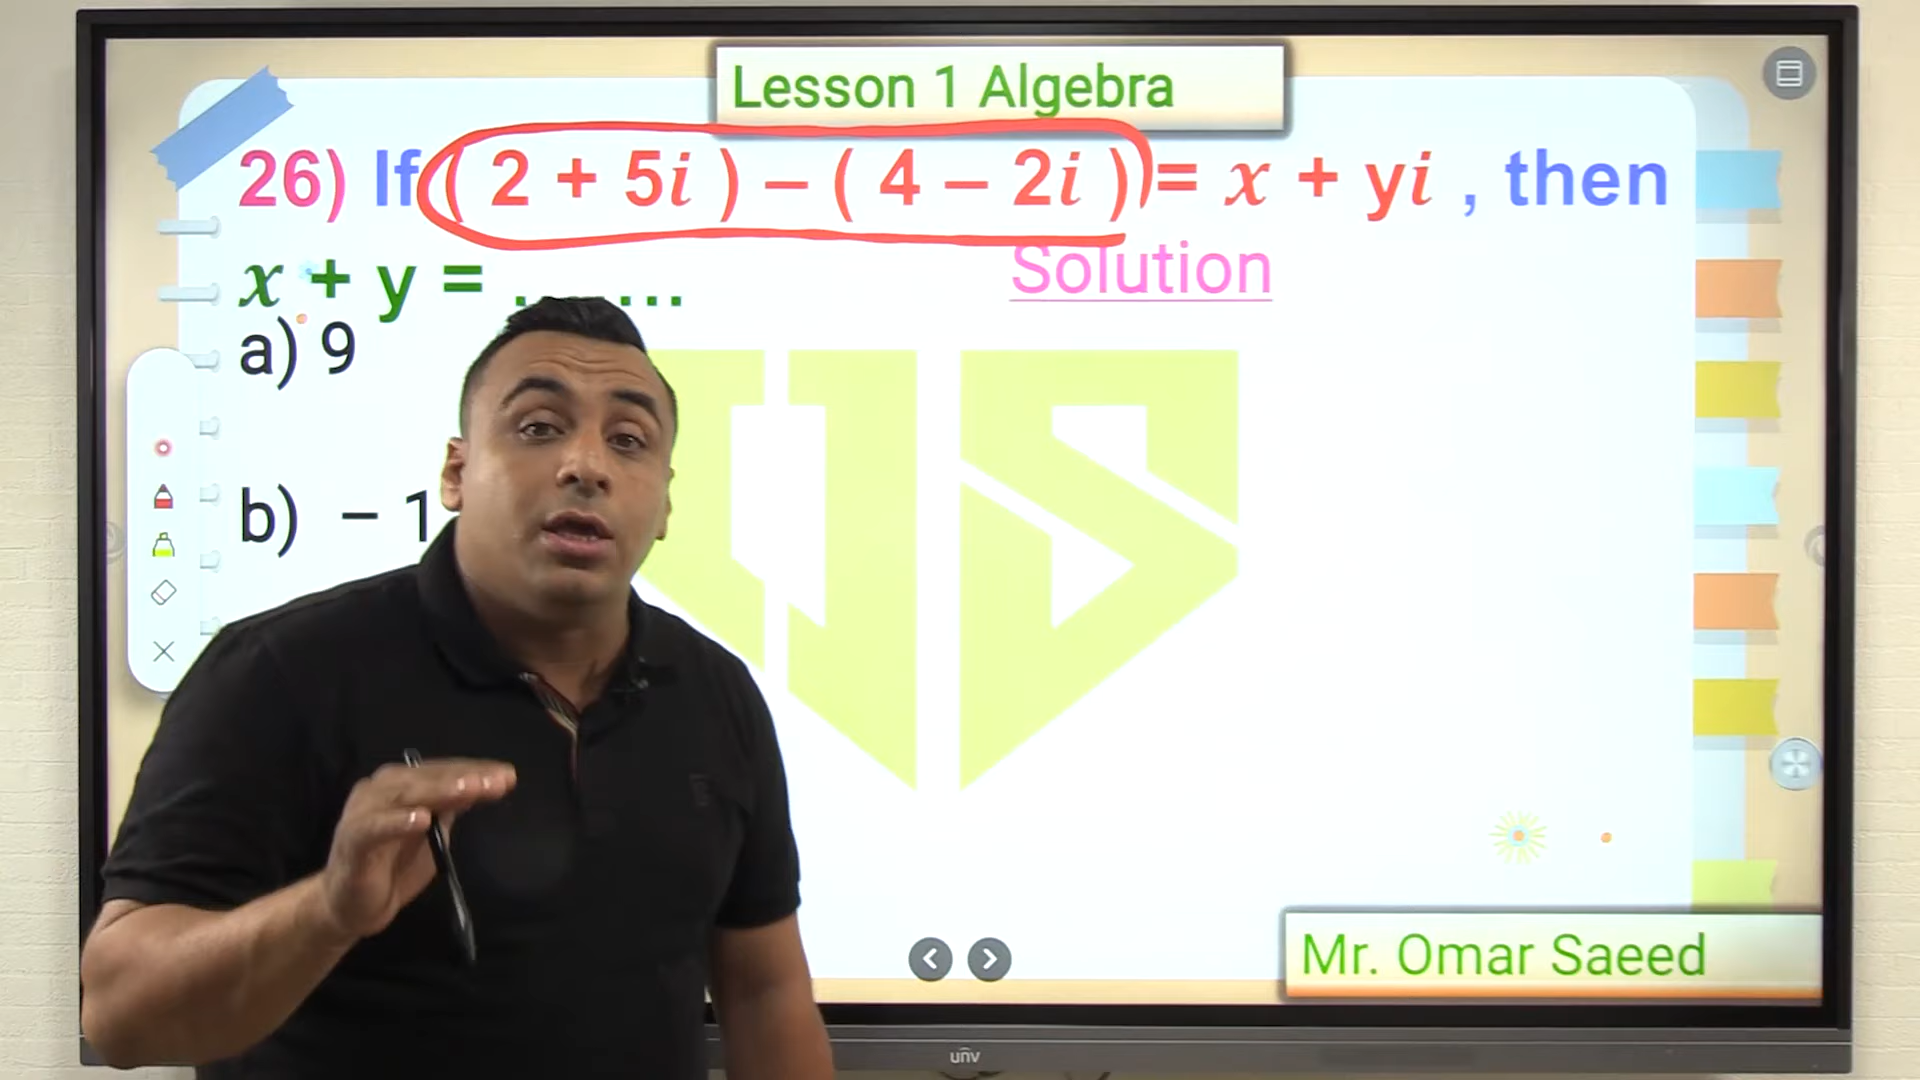 Lesson 1 Algebra
26) If ( 2 + 5i ) – ( 4 – 2i ) = x + yi , then
x + y = .......
Solution
a) 9
b) – 1
Mr. Omar Saeed
unv